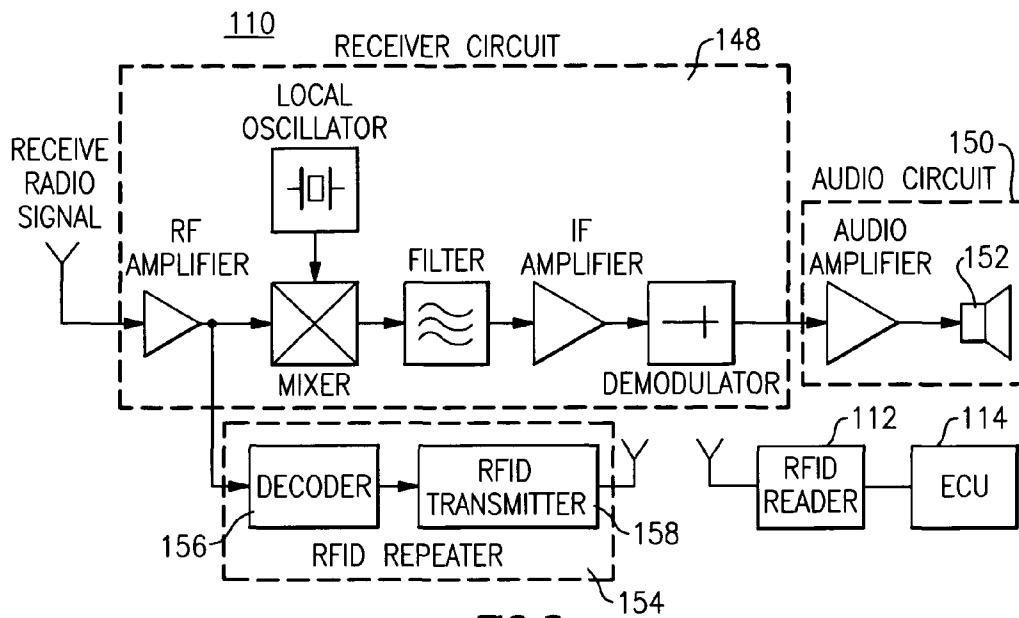 110
RECEIVER CIRCUIT
148
LOCAL
OSCILLATOR
RECEIVE
RADIO
SIGNAL
RF
AMPLIFIER
MIXER
FILTER
IF
AMPLIFIER
DEMODULATOR
150
AUDIO CIRCUIT
AUDIO
AMPLIFIER
152
DECODER
156
RFID
TRANSMITTER
158
RFID REPEATER
154
112
RFID
READER
114
ECU